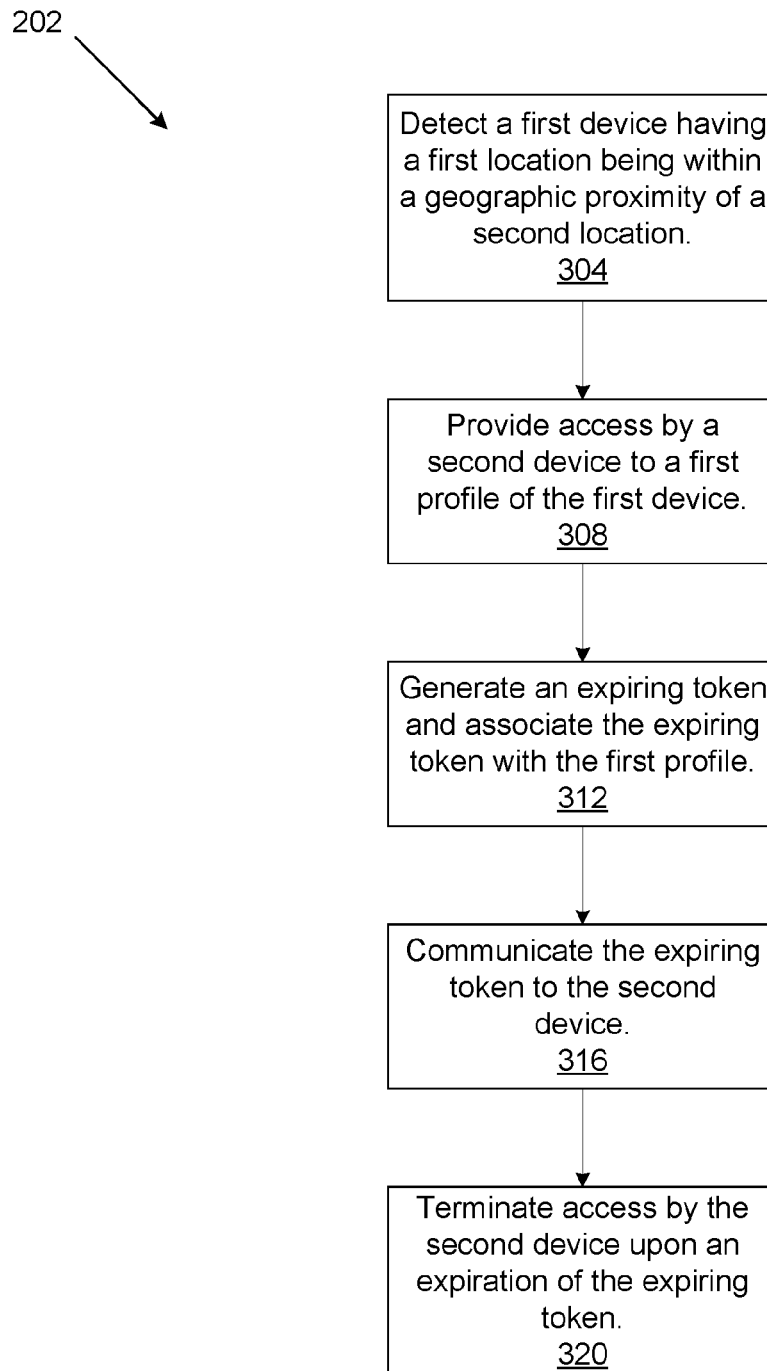 202
Detect a first device having
a first location being within
a geographic proximity of a
second location.
304
Provide access by a
second device to a first
profile of the first device.
308
Generate an expiring token
and associate the expiring
token with the first profile.
312
Communicate the expiring
token to the second
device.
316
Terminate access by the
second device upon an
expiration of the expiring
token.
320